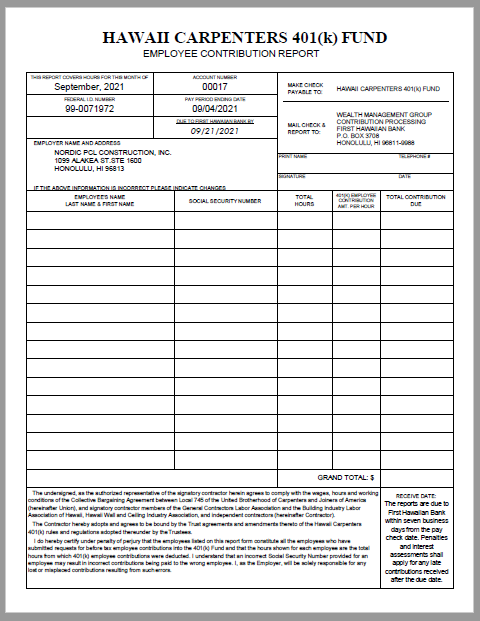 HAWAII CARPENTERS 401(k) FUND
EMPLOYEE CONTRIBUTION REPORT
THIS REPORT COVERS HOURS FOR THIS MONTH OF
September, 2021
ACCOUNT NUMBER
00017
FEDERAL I.D. NUMBER
99-0071972
PAY PERIOD ENDING DATE
09/04/2021
DUE TO FIRST HAWAIIAN BANK BY
09/21/2021
MAKE CHECK
PAYABLE TO:
HAWAII CARPENTERS 401(k) FUND
MAIL CHECK &
REPORT TO:
WEALTH MANAGEMENT GROUP
CONTRIBUTION PROCESSING
FIRST HAWAIIAN BANK
P.O. BOX 3708
HONOLULU, HI 96811-9988
EMPLOYER NAME AND ADDRESS
NORDIC PCL CONSTRUCTION, INC.
1099 ALAKEA ST.STE 1600
HONOLULU, HI 96813
IF THE ABOVE INFORMATION IS INCORRECT PLEASE INDICATE CHANGES
PRINT NAME
TELEPHONE #
SIGNATURE
DATE
EMPLOYEE'S NAME
LAST NAME & FIRST NAME
SOCIAL SECURITY NUMBER
TOTAL
HOURS
401(K) EMPLOYEE
CONTRIBUTION
AMT. PER HOUR
TOTAL CONTRIBUTION
DUE
GRAND TOTAL: $
The undersigned, as the authorized representative of the signatory contractor herein agrees to comply with the wages, hours and working
conditions of the Collective Bargaining Agreement between Local 745 of the United Brotherhood of Carpenters and Joiners of America
(hereinafter Union), and signatory members of the General Contractors Labor Association and the Building Industry Labor
Association of Hawaii, Hawaii Wall and Ceiling Industry Association, and independent contractors (hereinafter Contractor).
The Contractor hereby adopts and agrees to be bound by the Trust agreements and amendments thereto of the Hawaii Carpenters
401(k) rules and regulations adopted thereunder by the Trustees.
I do hereby certify under penalty of perjury that the employees listed on this report form constitute all the employees who have
submitted requests for before tax employee contributions into the 401(k) Fund and that the hours shown for each employee are the total
hours from which 401(k) employee contributions were deducted. I understand that an incorrect Social Security Number provided for an
employee may result in incorrect contributions being paid to the wrong employee. I, as the Employer, will be solely responsible for any
lost or misplaced contributions resulting from such errors.
RECEIVE DATE:
The reports are due to
First Hawaiian Bank
within seven business
days from the pay
check date. Penalties
and interest
assessments
will apply for any late
contributions received
after the due date.